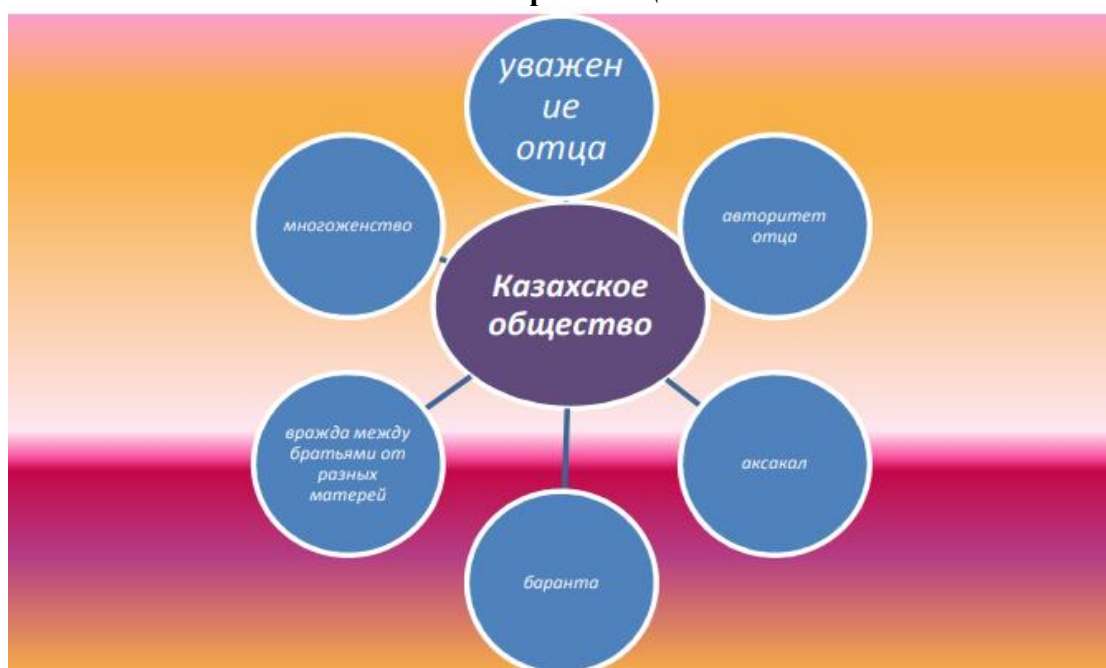 уважен
ие
отца
многоженство
авторитет
отца
Казахское
общество
вражда между
братьями от
разных
матерей
аксакал
баранта